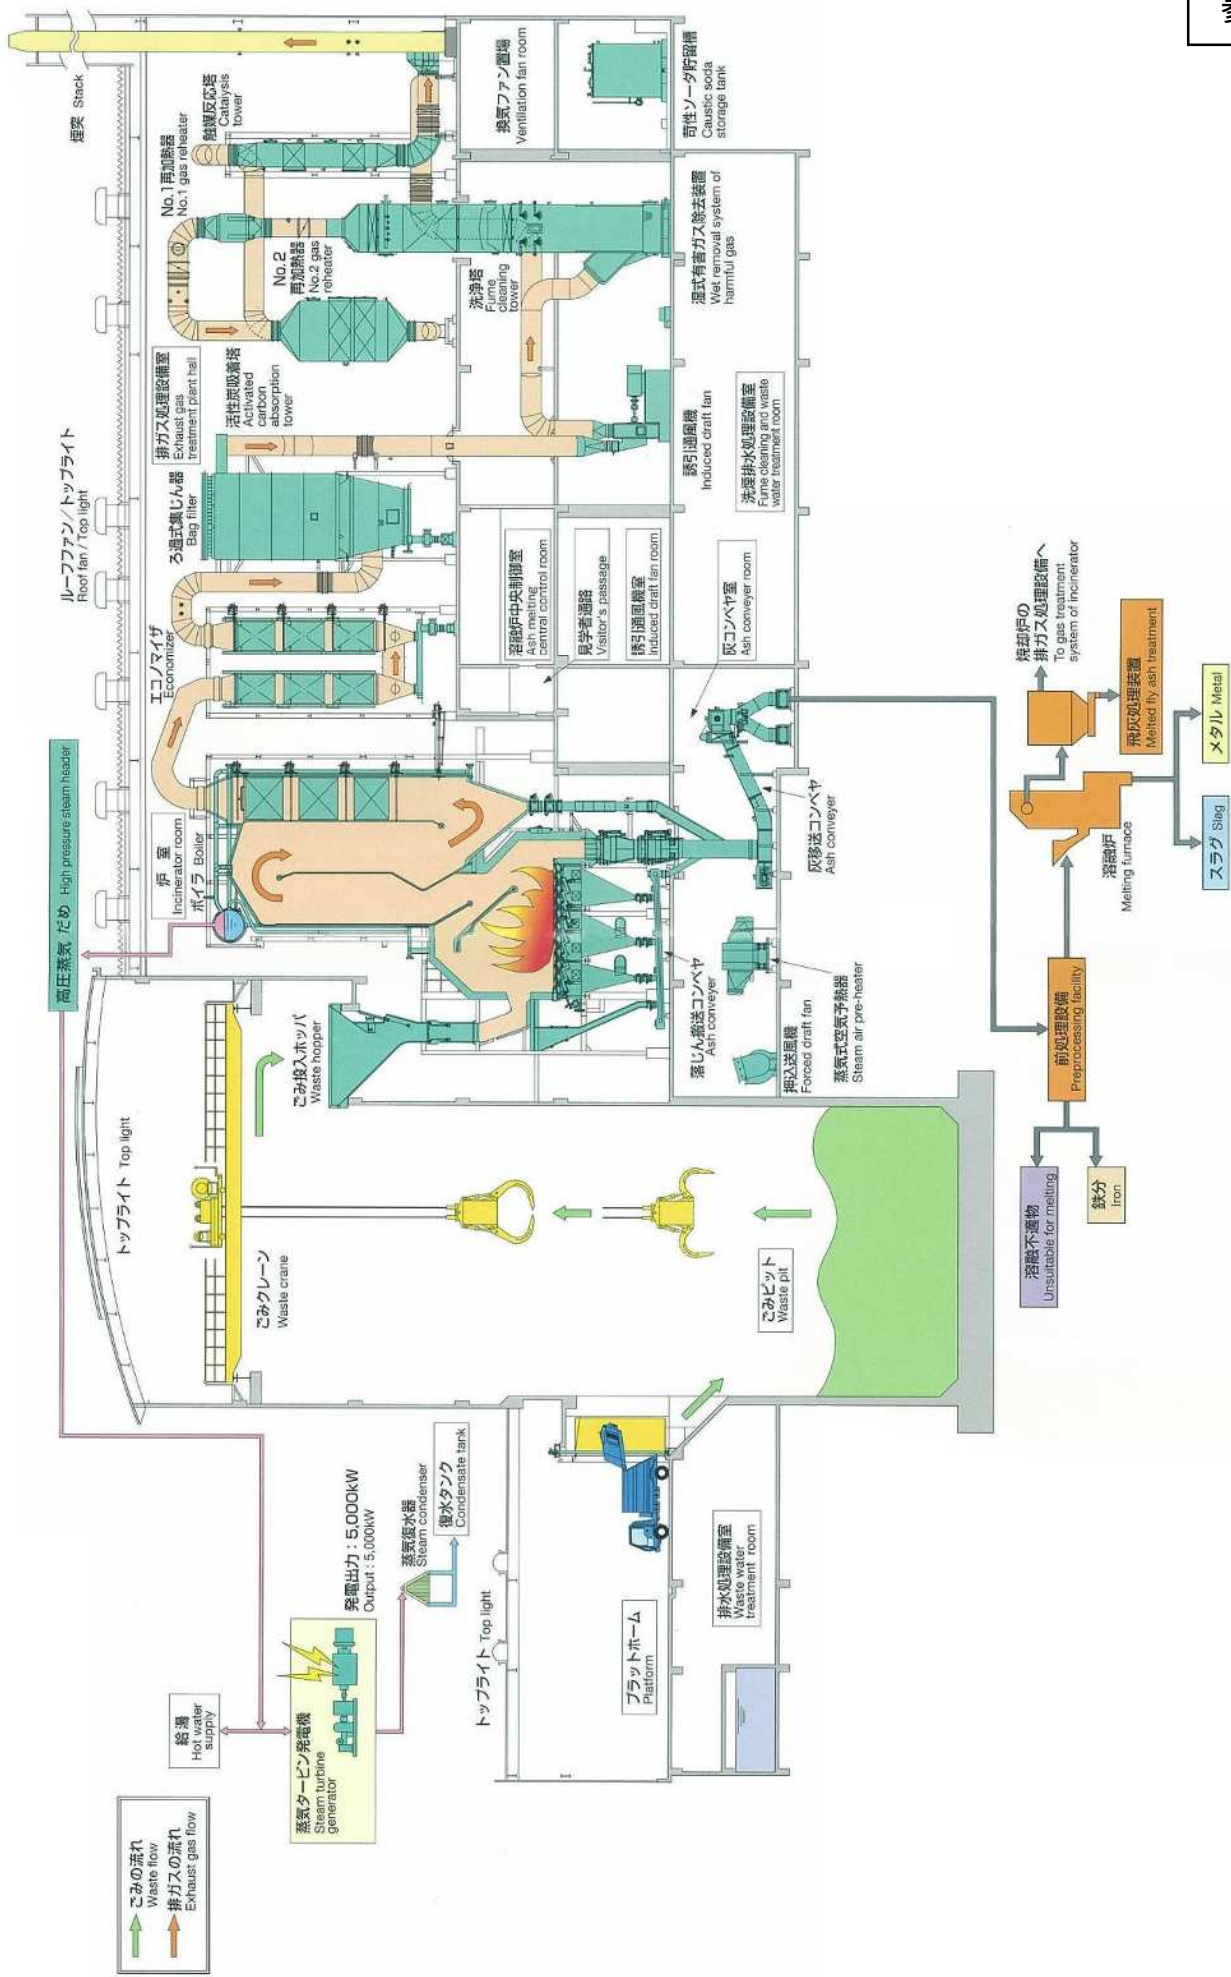 ごみの流れ
Waste flow
排ガスの流れ
Exhaust gas flow
給湯
Hot water
supply
蒸気タービン発電機
Steam turbine
generator
発電出力：5,000kW
Output : 5,000kW
蒸気復水器
Steam condenser
復水タンク
Condensate tank
トップライト Top light
プラットホーム
Platform
排水処理設備室
Waste water
treatment room
高圧蒸気だめ High pressure steam header
トップライト Top light
ごみクレーン
Waste crane
ごみ投入ホッパ
Waste hopper
ごみピット
Waste pit
炉室
Incinerator room
ボイラ Boiler
落じん搬送コンベヤ
Ash conveyer
押込送風機
Forced draft fan
蒸気式空気予熱器
Steam air pre-heater
灰移送コンベヤ
Ash conveyer
灰コンベヤ室
Ash conveyer room
ルーフファン／トップライト
Roof fan / Top light
エコノマイザ
Economizer
ろ過式集じん器
Bag filter
排ガス処理設備室
Exhaust gas
treatment plant hall
活性炭吸着塔
Activated
carbon
absorption
tower
溶融炉中央制御室
Ash melting
central control room
見学者通路
Visitor's passage
誘引通風機室
Induced draft fan room
誘引通風機
Induced draft fan
洗煙排水処理設備室
Fume cleaning and waste
water treatment room
No.1再加熱器
No.1 gas reheater
No.2
再加熱器
No.2 gas
reheater
洗浄塔
Fume
cleaning
tower
湿式有害ガス除去装置
Wet removal system of
harmful gas
触媒反応塔
Catalysis
tower
煙突 Stack
換気ファン置場
Ventilation fan room
苛性ソーダ貯留槽
Caustic soda
storage tank
溶融不適物
Unsuitable for melting
鉄分
Iron
前処理設備
Preprocessing facility
溶融炉
Melting furnace
焼却炉の
排ガス処理設備へ
To gas treatment
system of incinerator
飛灰処理装置
Melted fly ash treatment
スラグ Slag
メタル Metal